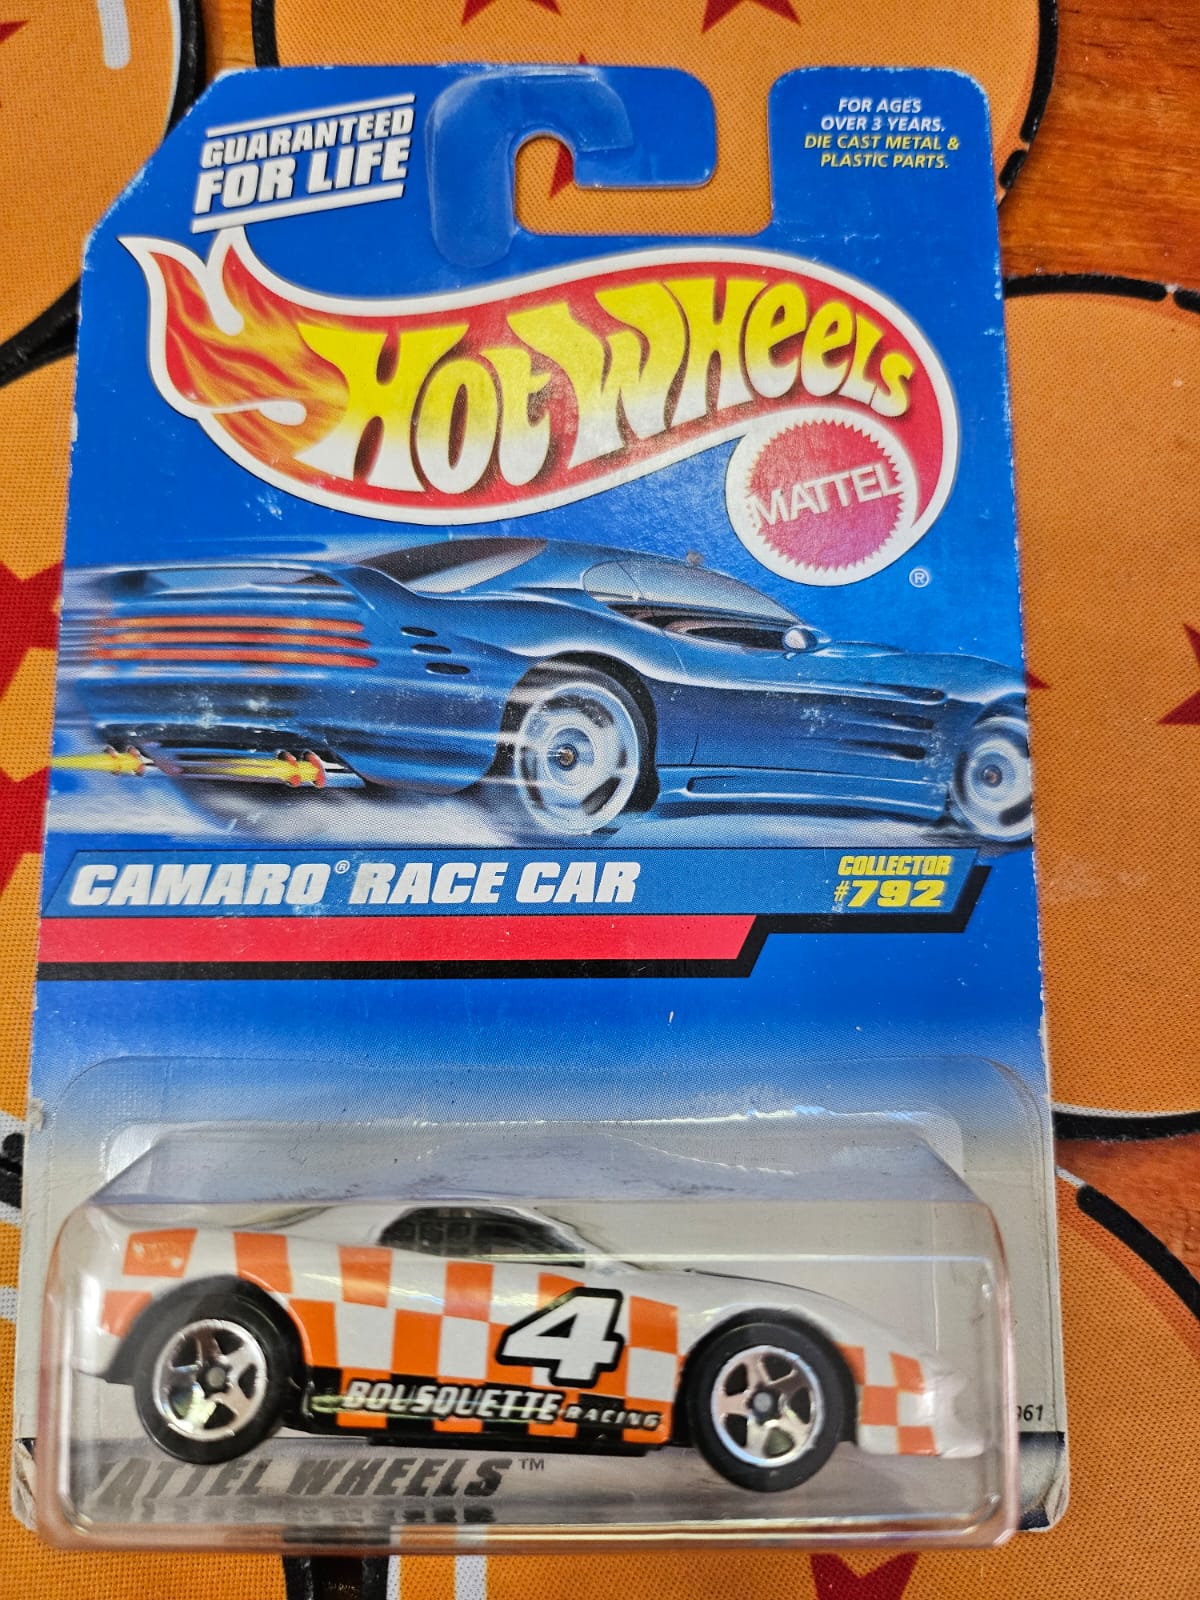 GUARANTEED
FOR LIFE
FOR AGES
OVER 3 YEARS.
DIE CAST METAL &
PLASTIC PARTS.
HOT WHEELS
MATTEL
®
CAMARO® RACE CAR
COLLECTOR
#792
4
BOUSQUETTE RACING
961
MATTEL WHEELS™